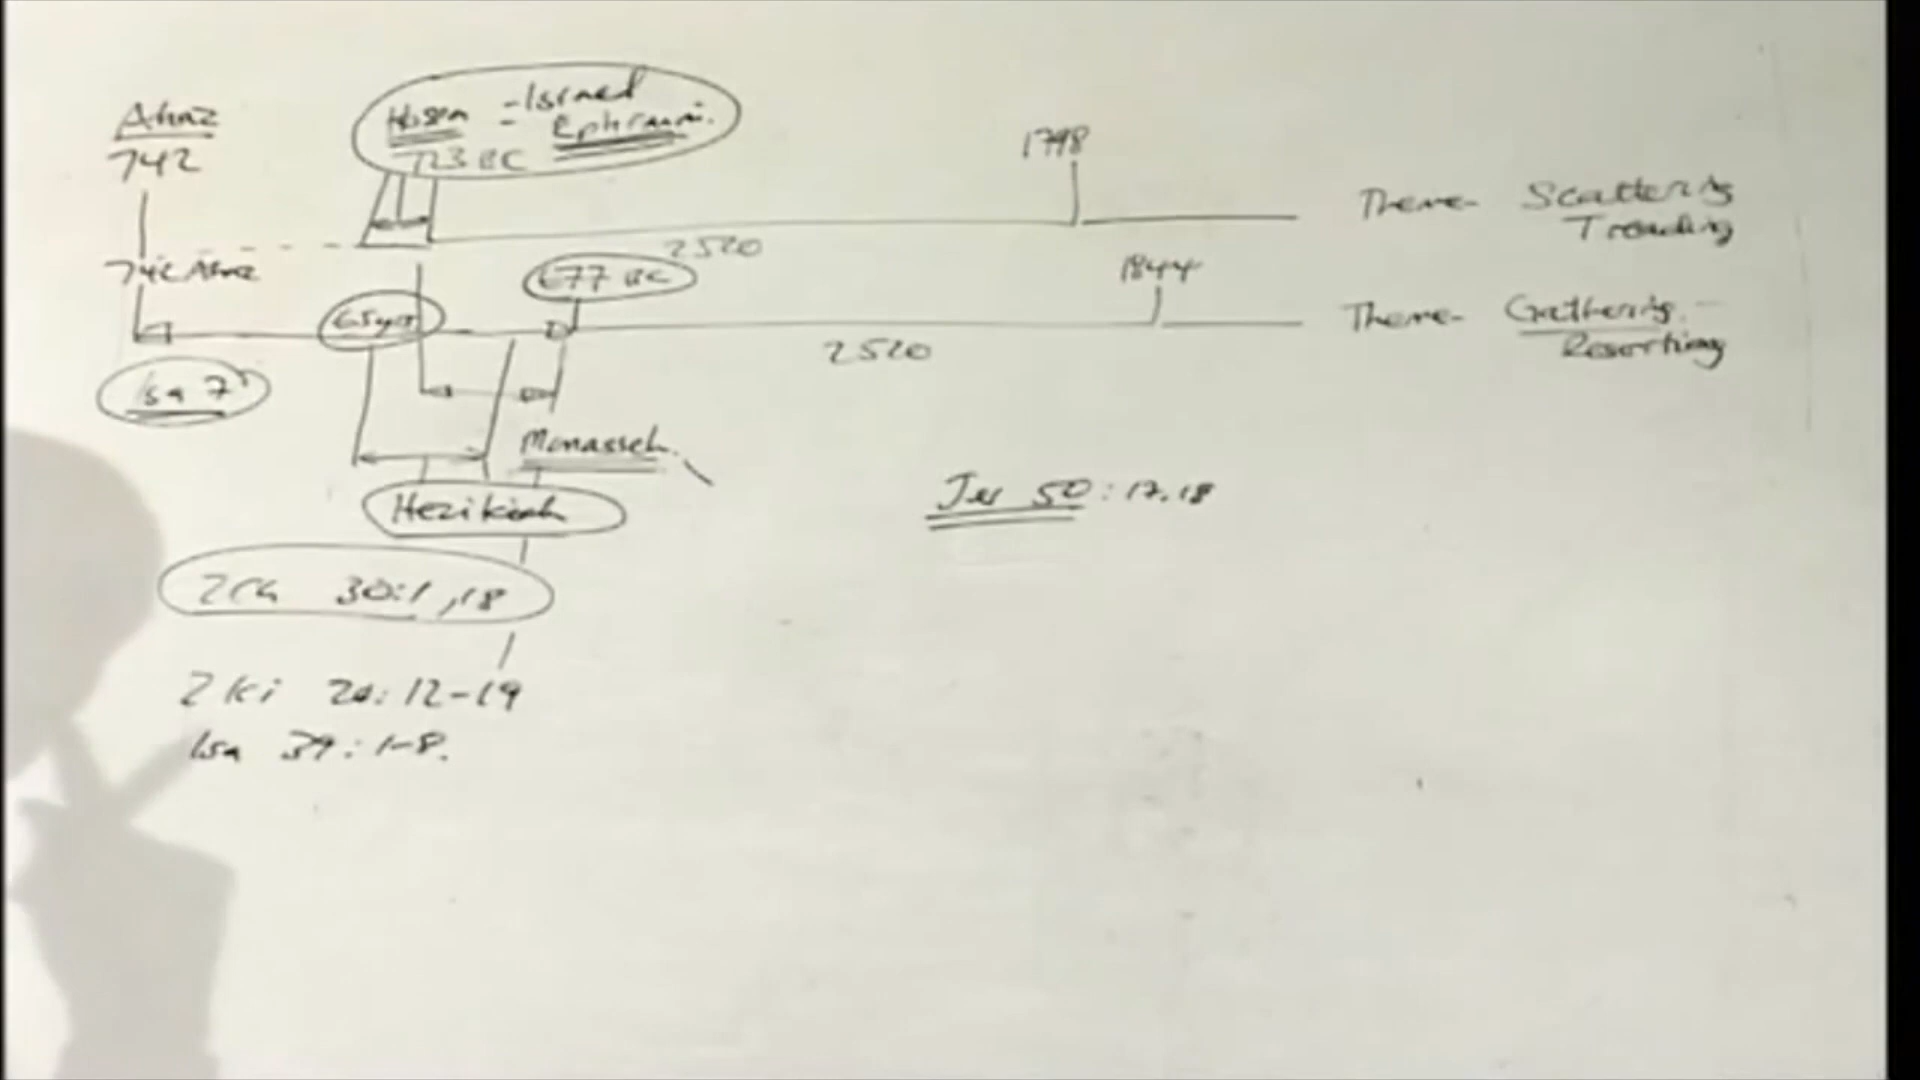 Ahaz
742
Hosea - Israel
Ephraim.
723 BC
1798
Theme- Scattering
Treading
2520
742 Ahaz
677 BC
1844
65yrs
Theme- Gathering
2520
Isa 7
Manasseh.
Hezikiah
Jer 50:17.18
2Ch 30:1,18
2 Ki 20:12-19
Isa 39:1-8.